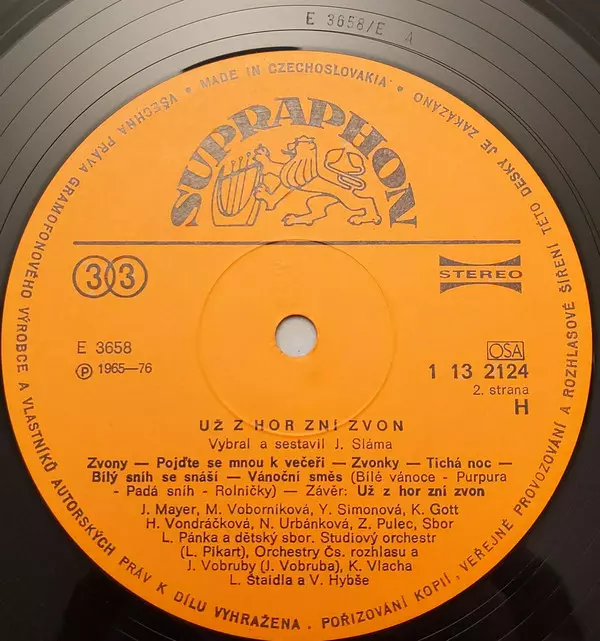 E 3658/E A
VŠECHNA PRÁVA GRAMOFONOVÉHO VÝROBCE A VLASTNÍKŮ AUTORSKÝCH PRÁV K DÍLU VYHRAŽENA. POŘIZOVÁNÍ KOPIÍ, VEŘEJNÉ PROVOZOVÁNÍ A ROZHLASOVÉ ŠÍŘENÍ TÉTO DESKY JE ZAKÁZÁNO • MADE IN CZECHOSLOVAKIA •
SUPRAPHON
33
STEREO
E 3658
℗ 1965—76
OSA
1 13 2124
2. strana
H
UŽ Z HOR ZNÍ ZVON
Vybral a sestavil J. Sláma
Zvony — Pojďte se mnou k večeři — Zvonky — Tichá noc —
Bílý sníh se snáší — Vánoční směs (Bílé vánoce - Purpura
- Padá sníh - Rolničky) — Závěr: Už z hor zní zvon
J. Mayer, M. Voborníková, Y. Simonová, K. Gott
H. Vondráčková, N. Urbánková, Z. Pulec, Sbor
L. Pánka a dětský sbor. Studiový orchestr
(L. Pikart), Orchestry Čs. rozhlasu a
J. Vobruby (J. Vobruba), K. Vlacha
L. Štaidla a V. Hybše